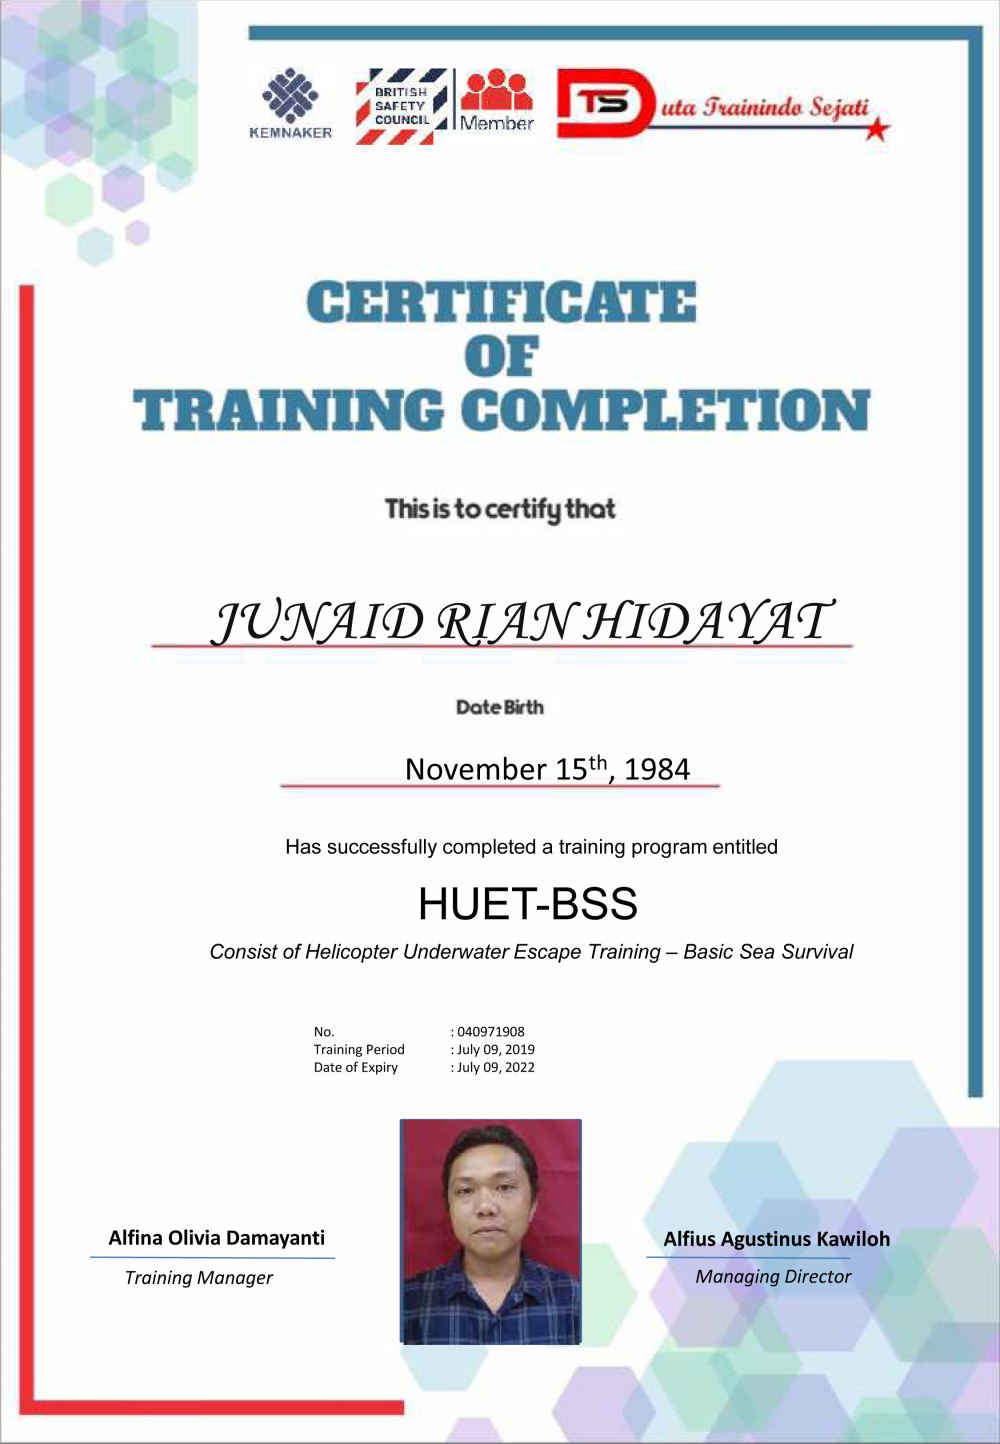 KEMNAKER
BRITISH
SAFETY
COUNCIL
Member
DTS
uta Trainindo Sejati
CERTIFICATE
OF
TRAINING COMPLETION
This is to certify that
JUNAID RIAN HIDAYAT
Date Birth
November 15th, 1984
Has successfully completed a training program entitled
HUET-BSS
Consist of Helicopter Underwater Escape Training – Basic Sea Survival
No. : 040971908
Training Period : July 09, 2019
Date of Expiry : July 09, 2022
Alfina Olivia Damayanti
Training Manager
Alfius Agustinus Kawiloh
Managing Director